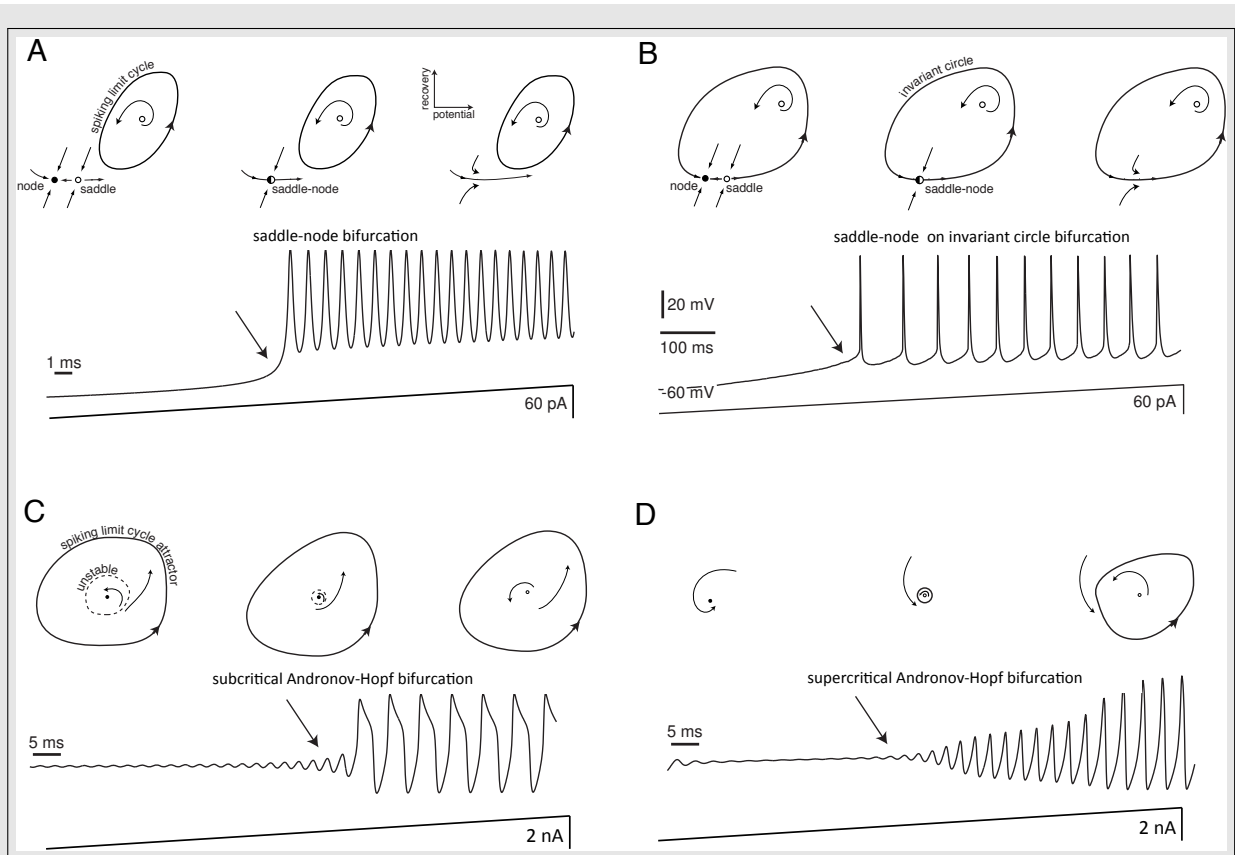 A
spiking limit cycle
node
saddle
saddle-node
recovery
potential
saddle-node bifurcation
1 ms
60 pA
B
invariant circle
node
saddle
saddle-node
saddle-node on invariant circle bifurcation
20 mV
100 ms
-60 mV
60 pA
C
spiking limit cycle attractor
unstable
subcritical Andronov-Hopf bifurcation
5 ms
2 nA
D
supercritical Andronov-Hopf bifurcation
5 ms
2 nA